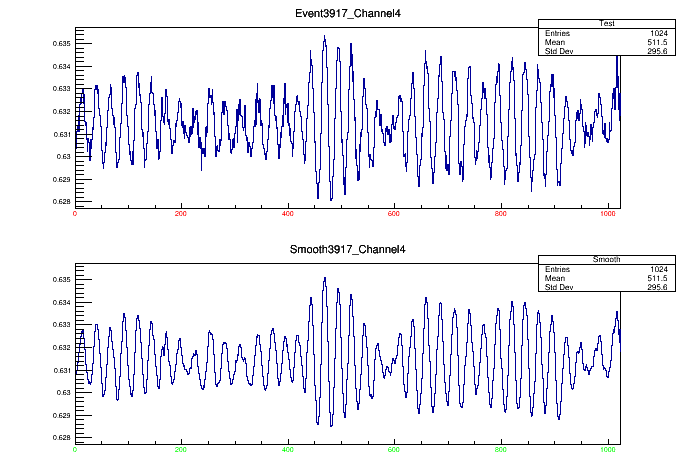 Event3917_Channel4
Test
Entries 1024
Mean 511.5
Std Dev 295.6
0.635
0.634
0.633
0.632
0.631
0.63
0.629
0.628
0 200 400 600 800 1000
Smooth3917_Channel4
Smooth
Entries 1024
Mean 511.5
Std Dev 295.6
0.635
0.634
0.633
0.632
0.631
0.63
0.629
0.628
0 200 400 600 800 1000